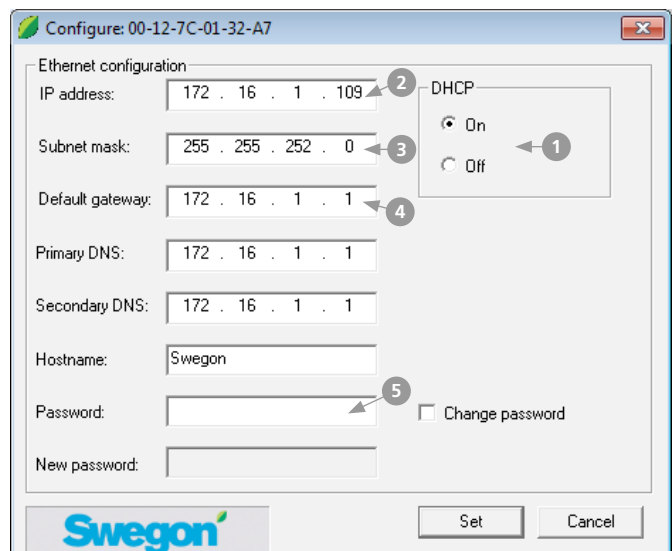 Configure: 00-12-7C-01-32-A7
Ethernet configuration
IP address: 172 . 16 . 1 . 109
2
DHCP
On
1
Off
Subnet mask: 255 . 255 . 252 . 0
3
Default gateway: 172 . 16 . 1 . 1
4
Primary DNS: 172 . 16 . 1 . 1
Secondary DNS: 172 . 16 . 1 . 1
Hostname: Swegon
5
Password:
Change password
New password:
Swegon
Set
Cancel